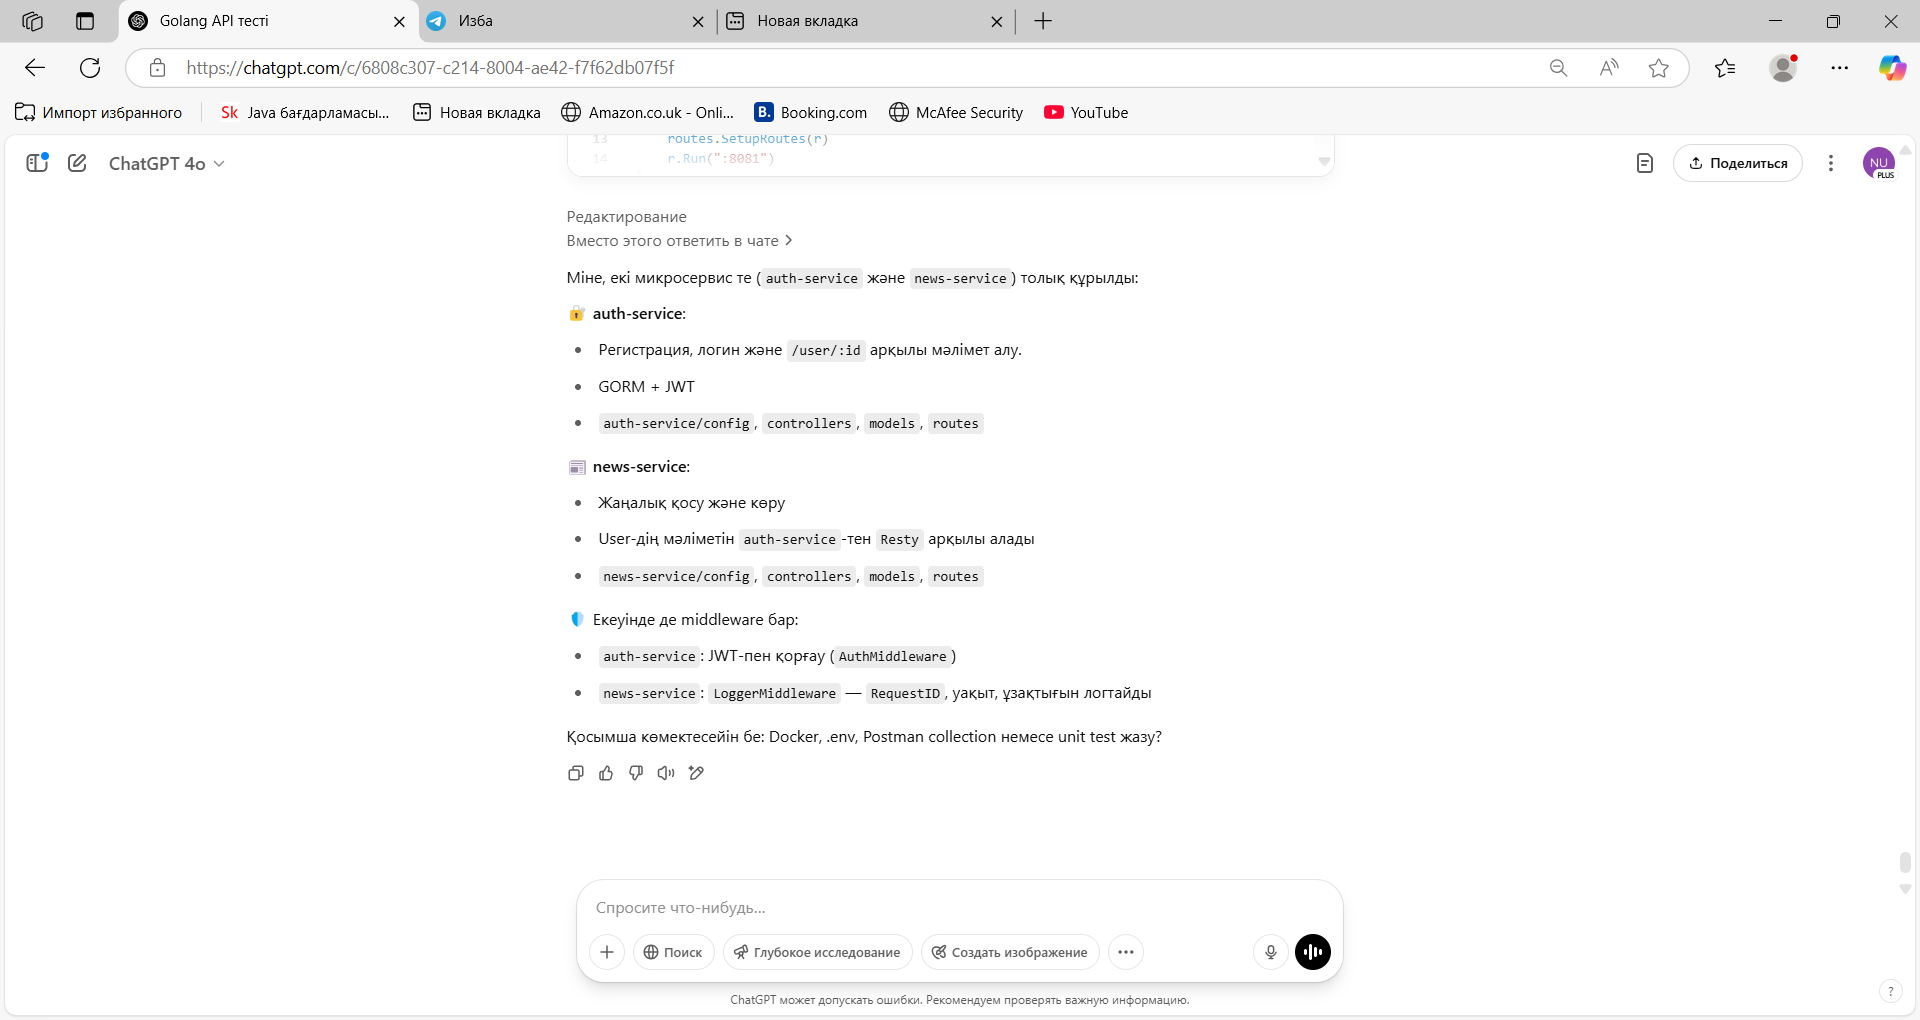 Golang API тесті
Изба
Новая вкладка
https://chatgpt.com/c/6808c307-c214-8004-ae42-f7f62db07f5f
Импорт избранного
Sk Java бағдарламасы...
Новая вкладка
Amazon.co.uk - Onli...
B. Booking.com
McAfee Security
YouTube
13 routes.SetupRoutes(r)
14 r.Run(":8081")
ChatGPT 4o
Поделиться
NU
PLUS
Редактирование
Вместо этого ответить в чате >
Міне, екі микросервис те (auth-service және news-service) толық құрылды:
auth-service:
• Регистрация, логин және /user/:id арқылы мәлімет алу.
• GORM + JWT
• auth-service/config, controllers, models, routes
news-service:
• Жаңалық қосу және көру
• User-дің мәліметін auth-service-тен Resty арқылы алады
• news-service/config, controllers, models, routes
Екеуінде де middleware бар:
• auth-service: JWT-пен қорғау (AuthMiddleware)
• news-service: LoggerMiddleware — RequestID, уақыт, ұзақтығын логтайды
Қосымша көмектесейін бе: Docker, .env, Postman collection немесе unit test жазу?
Спросите что-нибудь...
Поиск
Глубокое исследование
Создать изображение
ChatGPT может допускать ошибки. Рекомендуем проверять важную информацию.
?